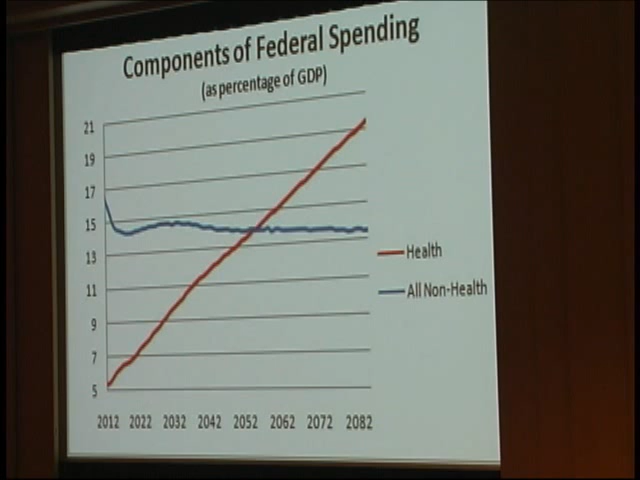 Components of Federal Spending
(as percentage of GDP)
21
19
17
15
13
11
9
7
5
2012 2022 2032 2042 2052 2062 2072 2082
Health
All Non-Health